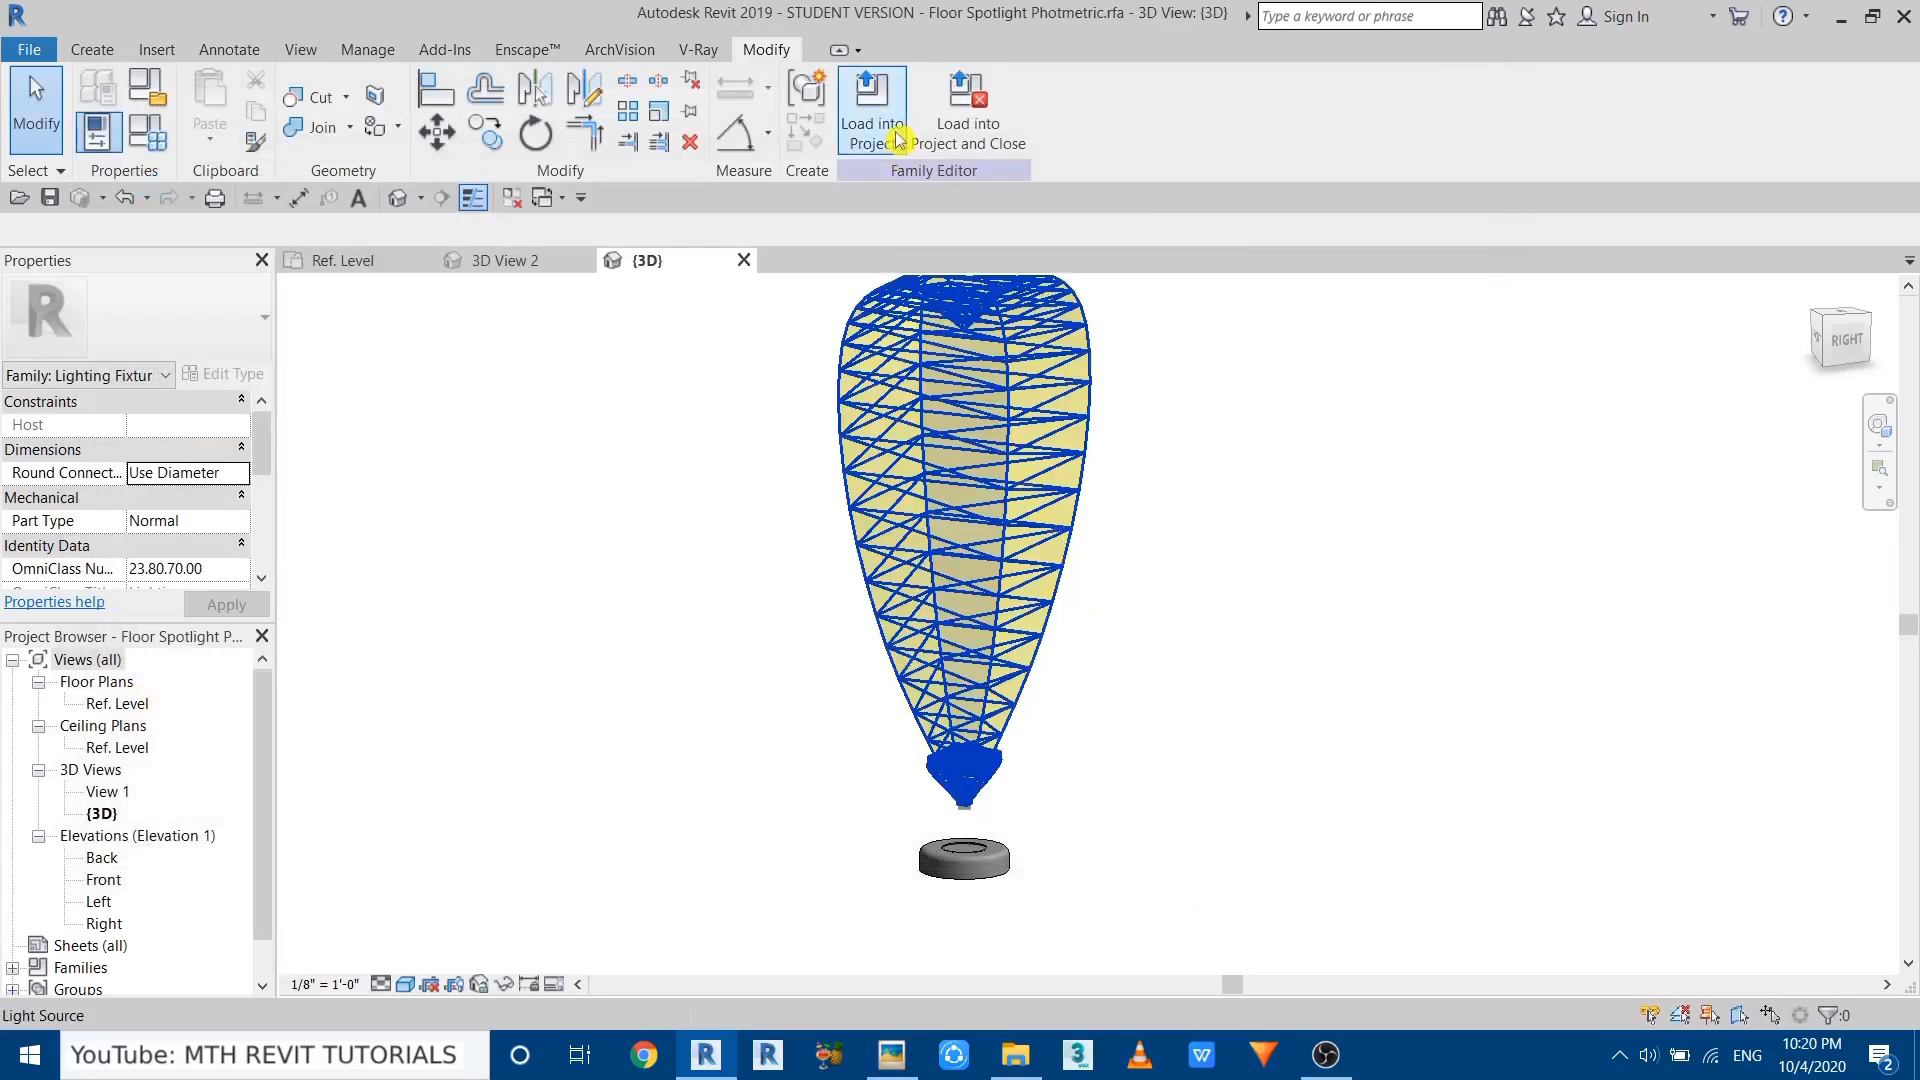 Autodesk Revit 2019 - STUDENT VERSION - Floor Spotlight Photmetric.rfa - 3D View: {3D}
Type a keyword or phrase
Sign In
File Create Insert Annotate View Manage Add-Ins Enscape™ ArchVision V-Ray Modify
Modify
Paste
Cut
Join
Load into
Project
Load into
Project and Close
Select Properties Clipboard Geometry Modify Measure Create Family Editor
Properties
Ref. Level
3D View 2
{3D}
RIGHT
Family: Lighting Fixtur
Edit Type
Constraints
Host
Dimensions
Round Connect... Use Diameter
Mechanical
Part Type Normal
Identity Data
OmniClass Nu... 23.80.70.00
Properties help
Apply
Project Browser - Floor Spotlight P...
Views (all)
Floor Plans
Ref. Level
Ceiling Plans
Ref. Level
3D Views
View 1
{3D}
Elevations (Elevation 1)
Back
Front
Left
Right
Sheets (all)
Families
Groups
1/8" = 1'-0"
Light Source
:0
YouTube: MTH REVIT TUTORIALS
ENG
10:20 PM
10/4/2020
2